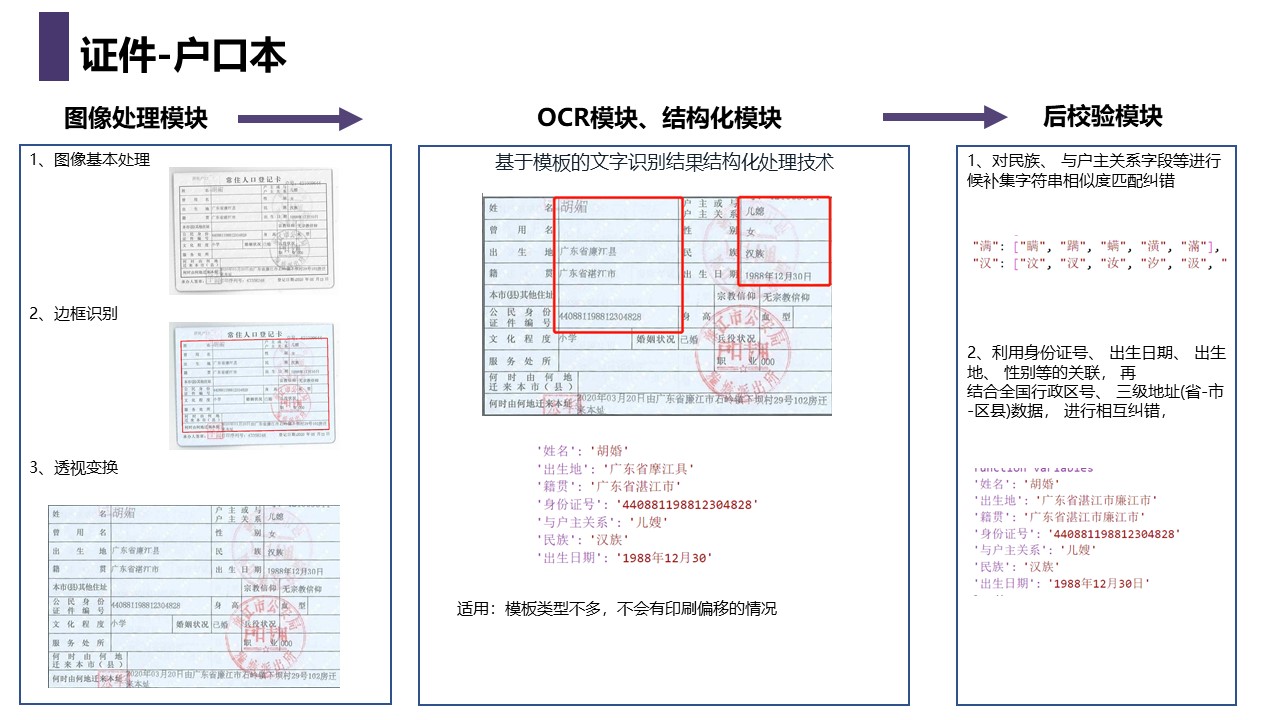 证件-户口本
图像处理模块
OCR模块、结构化模块
后校验模块
1、图像基本处理
常住人口登记卡
2、边框识别
常住人口登记卡
3、透视变换
姓 名 胡媚 户主或与户主关系 儿媳
曾用名 性别 女
出生地 广东省廉江县 民族 汉族
籍贯 广东省湛江市 出生日期 1988年12月30日
本市(县)其他住址 宗教信仰 无宗教信仰
公民身份证件编号 440881198812304828 身高 血型
文化程度 小学 婚姻状况 已婚 兵役状况
服务处所 职业 000
何时由何地迁来本市(县)
何时由何地迁来本址 2020年03月20日由广东省廉江市石岭镇下坝村29号102房迁来本址
基于模板的文字识别结果结构化处理技术
姓 名 胡媚 户主或与户主关系 儿媳
曾用名 性别 女
出生地 广东省廉江县 民族 汉族
籍贯 广东省湛江市 出生日期 1988年12月30日
本市(县)其他住址 宗教信仰 无宗教信仰
公民身份证件编号 440881198812304828 身高 血型
文化程度 小学 婚姻状况 已婚 兵役状况
服务处所 职业 000
何时由何地迁来本市(县)
何时由何地迁来本址 2020年03月20日由广东省廉江市石岭镇下坝村29号102房迁来本址
'姓名': '胡婚'
'出生地': '广东省摩江具'
'籍贯': '广东省湛江市'
'身份证号': '440881198812304828'
'与户主关系': '儿嫂'
'民族': '汉族'
'出生日期': '1988年12月30'
适用：模板类型不多，不会有印刷偏移的情况
1、对民族、 与户主关系字段等进行
候补集字符串相似度匹配纠错
"满": ["瞒", "蹒", "螨", "潢", "滿"],
"汉": ["汶", "汊", "汝", "汐", "汲", "
2、利用身份证号、 出生日期、 出生
地、 性别等的关联， 再
结合全国行政区号、 三级地址(省-市
-区县)数据， 进行相互纠错，
function variables
'姓名': '胡婚'
'出生地': '广东省湛江市廉江市'
'籍贯': '广东省湛江市廉江市'
'身份证号': '440881198812304828'
'与户主关系': '儿嫂'
'民族': '汉族'
'出生日期': '1988年12月30日'